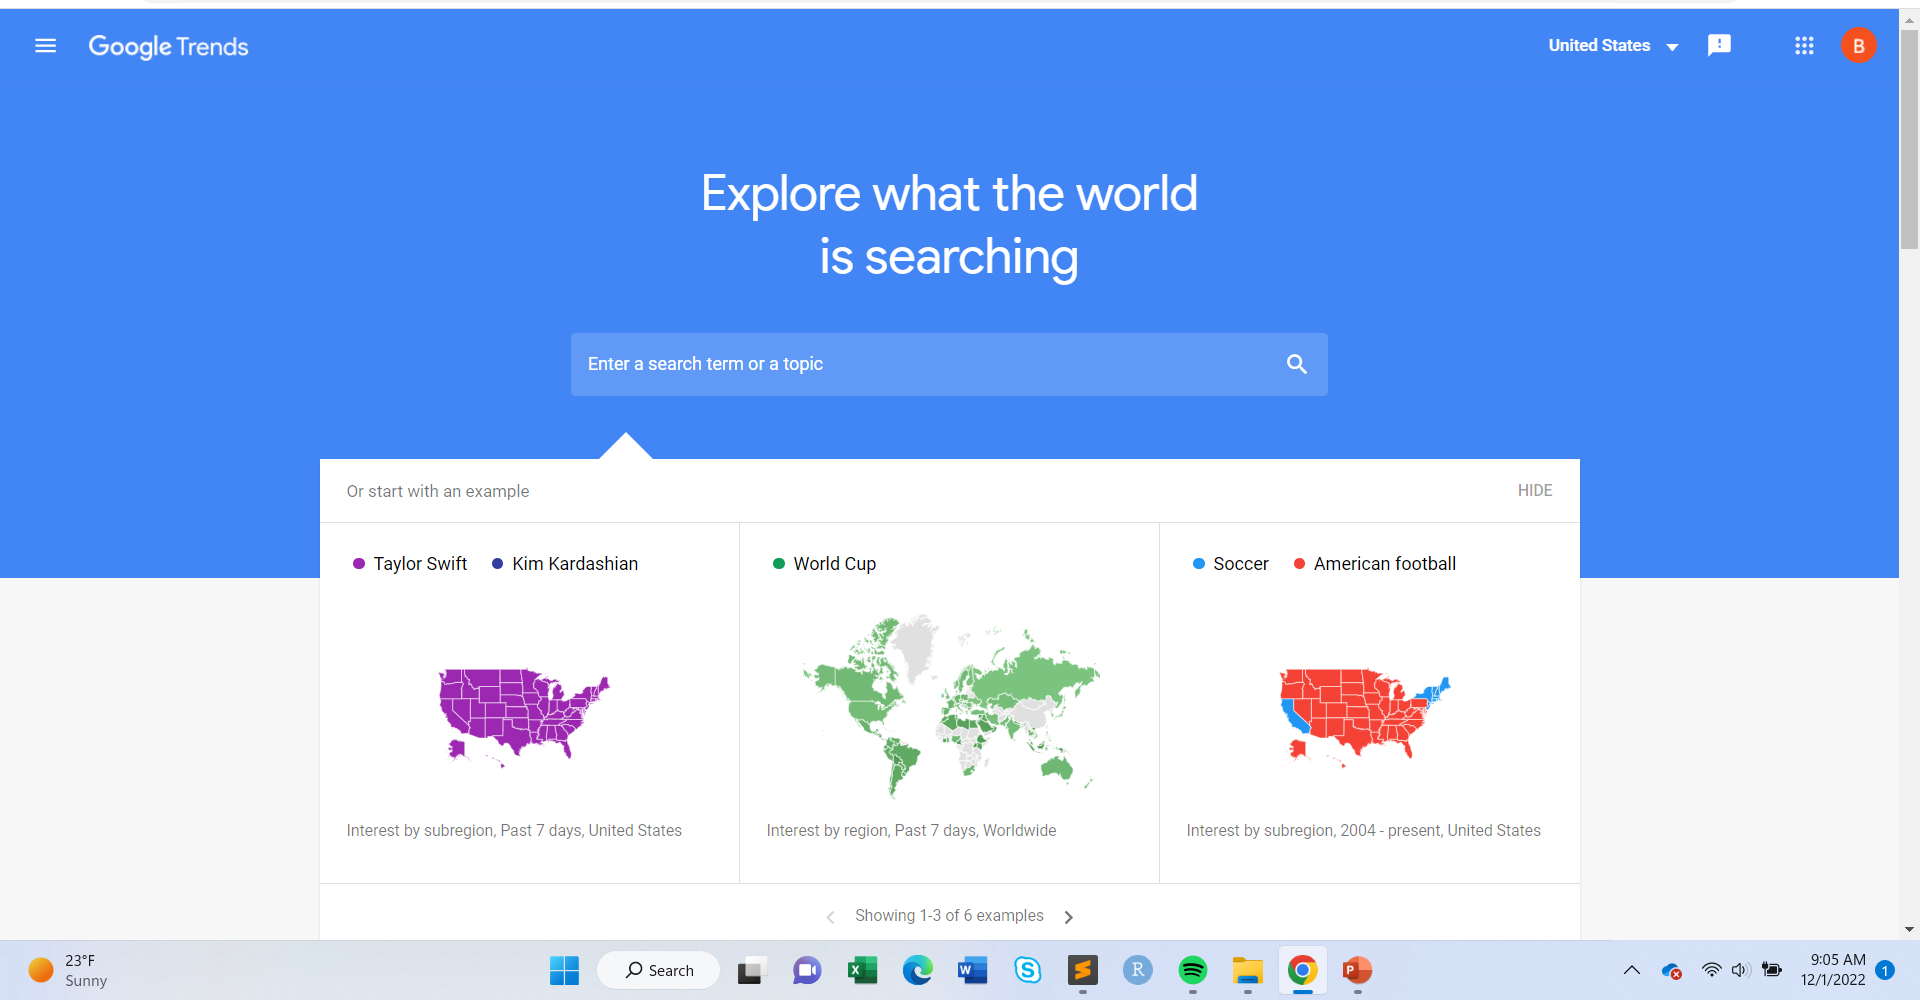 Google Trends
United States
B
Explore what the world
is searching
Enter a search term or a topic
Or start with an example
HIDE
Taylor Swift Kim Kardashian
World Cup
Soccer American football
Interest by subregion, Past 7 days, United States
Interest by region, Past 7 days, Worldwide
Interest by subregion, 2004 - present, United States
Showing 1-3 of 6 examples
23°F
Sunny
Search
X
W
S
R
P
9:05 AM
12/1/2022
1